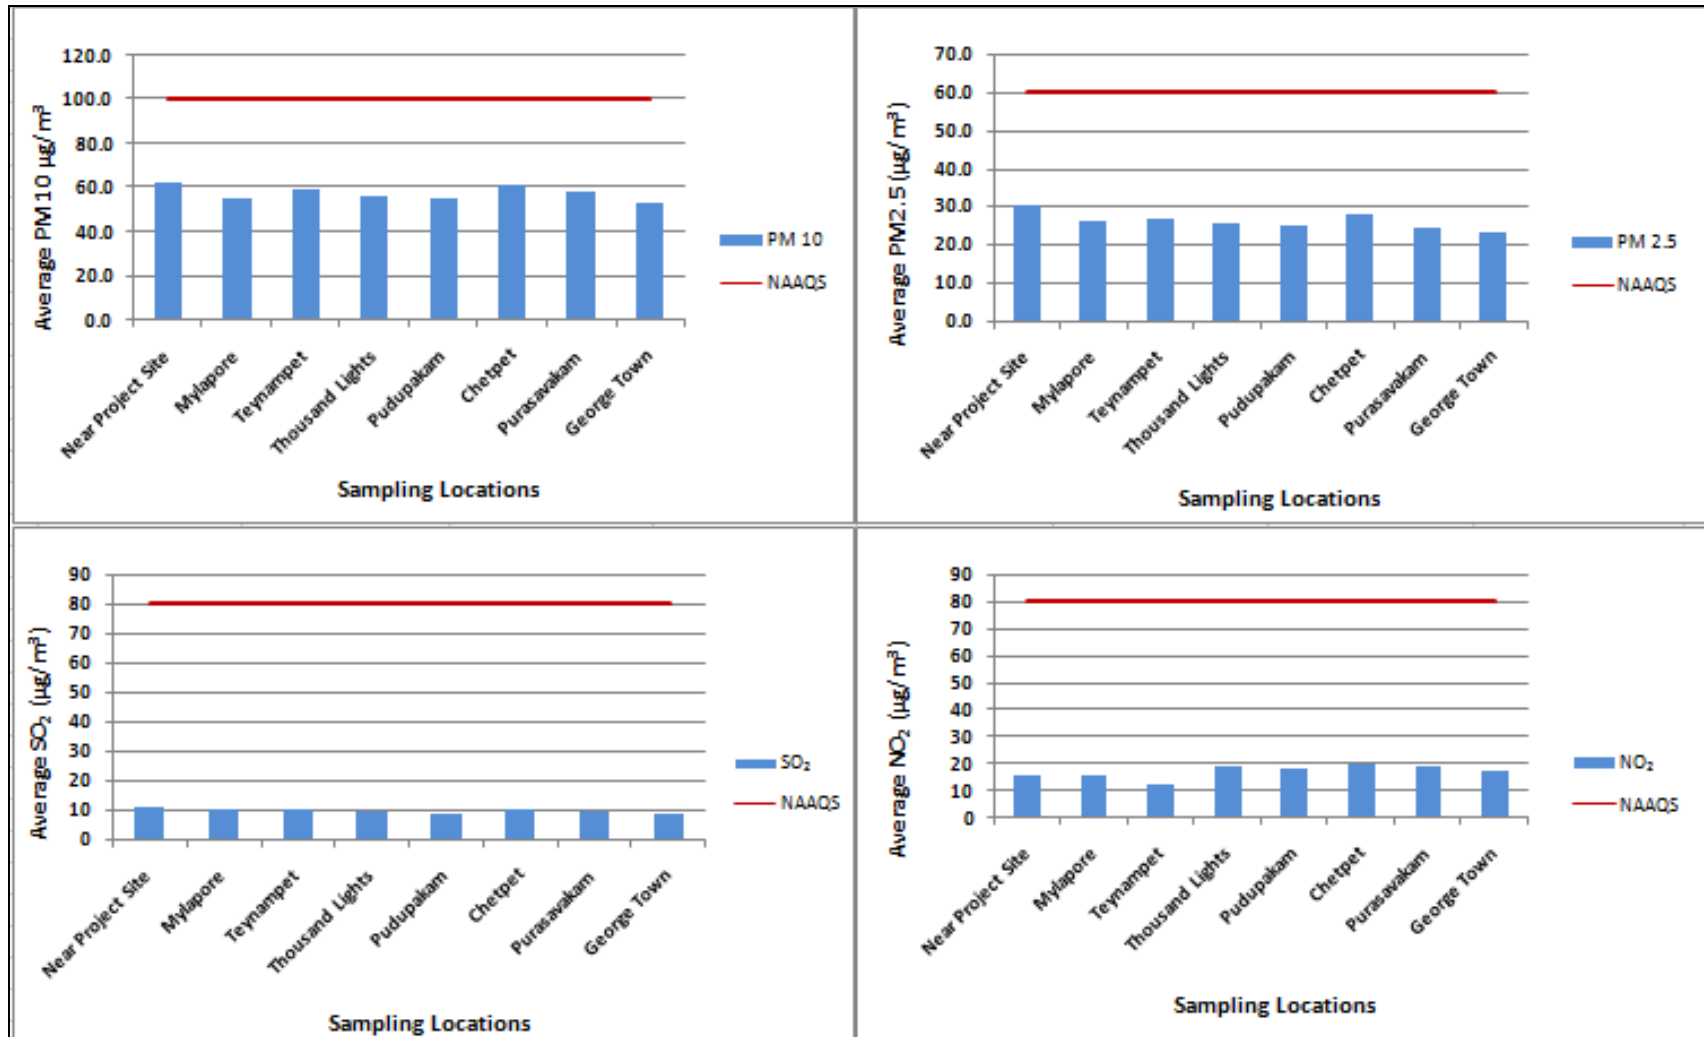 120.0
100.0
80.0
60.0
40.0
20.0
0.0
Average PM 10 µg/m³
PM 10
NAAQS
Near Project Site
Mylapore
Teynampet
Thousand Lights
Pudupakam
Chetpet
Purasavakam
George Town
Sampling Locations
70.0
60.0
50.0
40.0
30.0
20.0
10.0
0.0
Average PM2.5 (µg/m³)
PM 2.5
NAAQS
Near Project Site
Mylapore
Teynampet
Thousand Lights
Pudupakam
Chetpet
Purasavakam
George Town
Sampling Locations
90
80
70
60
50
40
30
20
10
0
Average SO₂ (µg/m³)
SO₂
NAAQS
Near Project Site
Mylapore
Teynampet
Thousand Lights
Pudupakam
Chetpet
Purasavakam
George Town
Sampling Locations
90
80
70
60
50
40
30
20
10
0
Average NO₂ (µg/m³)
NO₂
NAAQS
Near Project Site
Mylapore
Teynampet
Thousand Lights
Pudupakam
Chetpet
Purasavakam
George Town
Sampling Locations